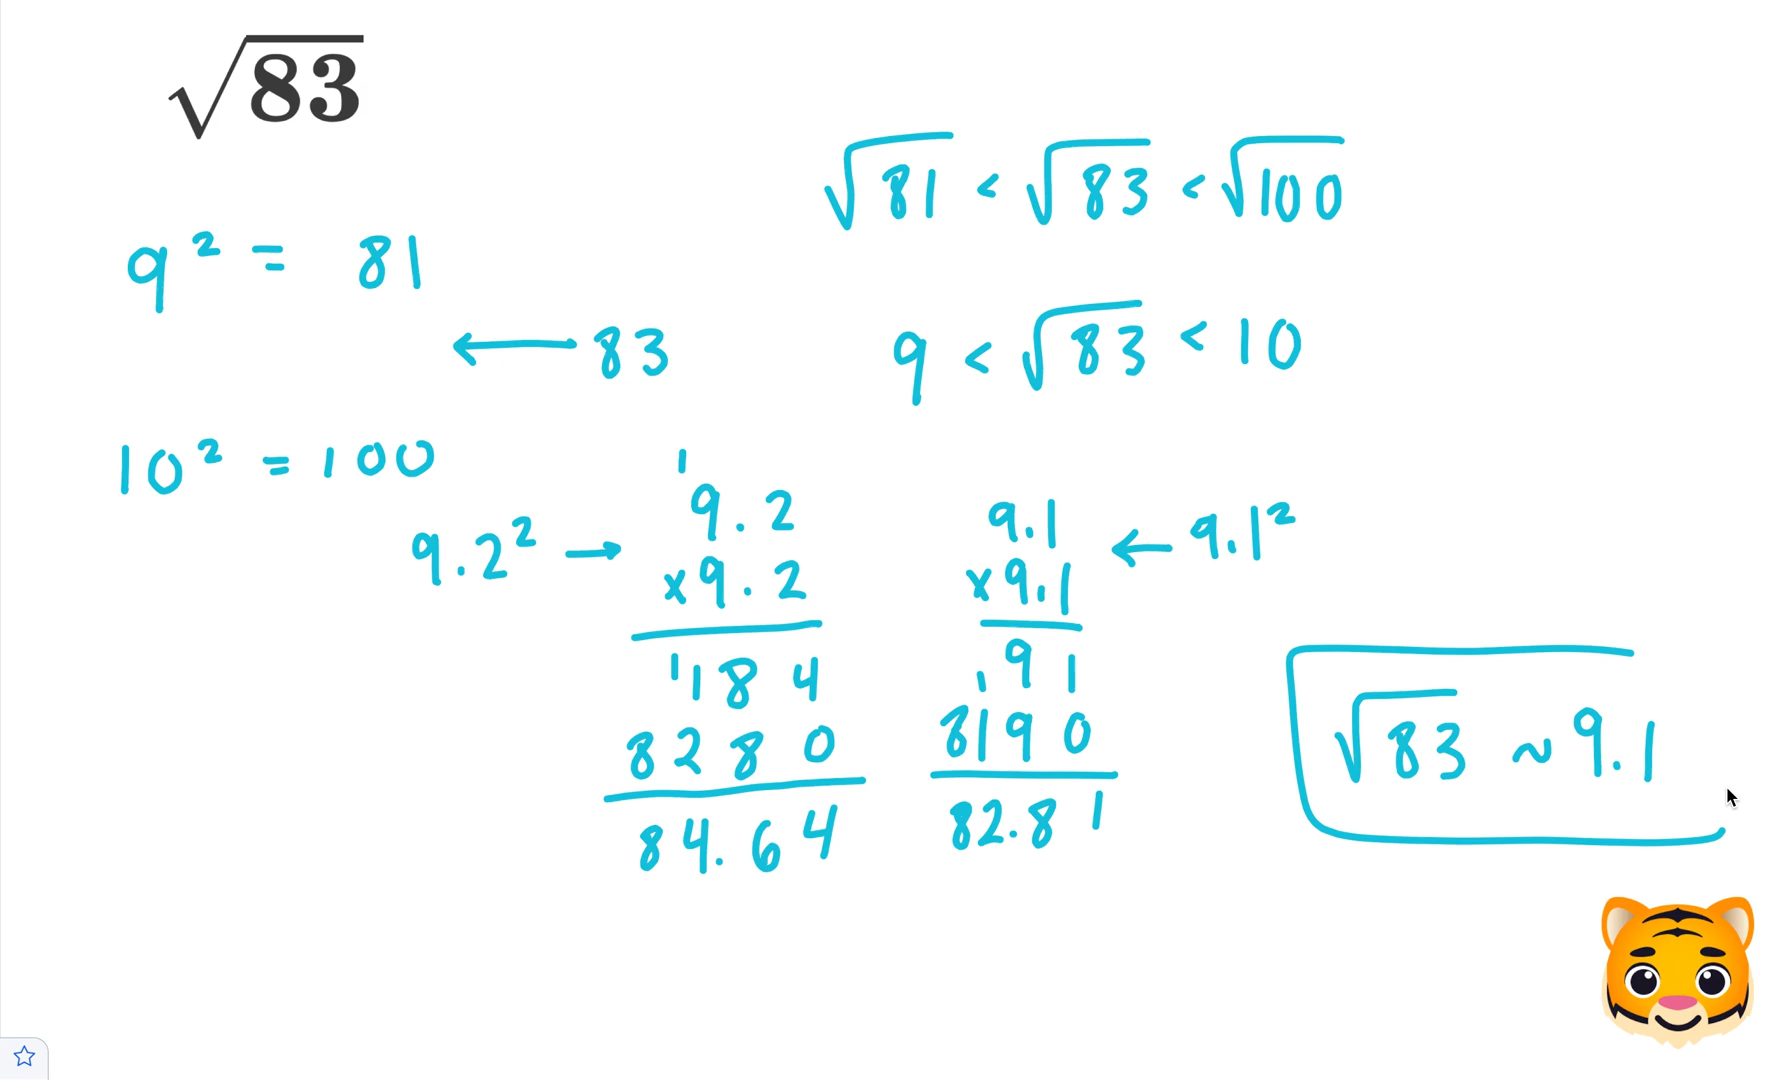 √83
√81 < √83 < √100
9² = 81
← 83
9 < √83 < 10
10² = 100
9.2² →
1
9.2
x9.2
1184
8280
84.64
9.1 ← 9.1²
x9.1
191
8190
82.81
√83 ~ 9.1